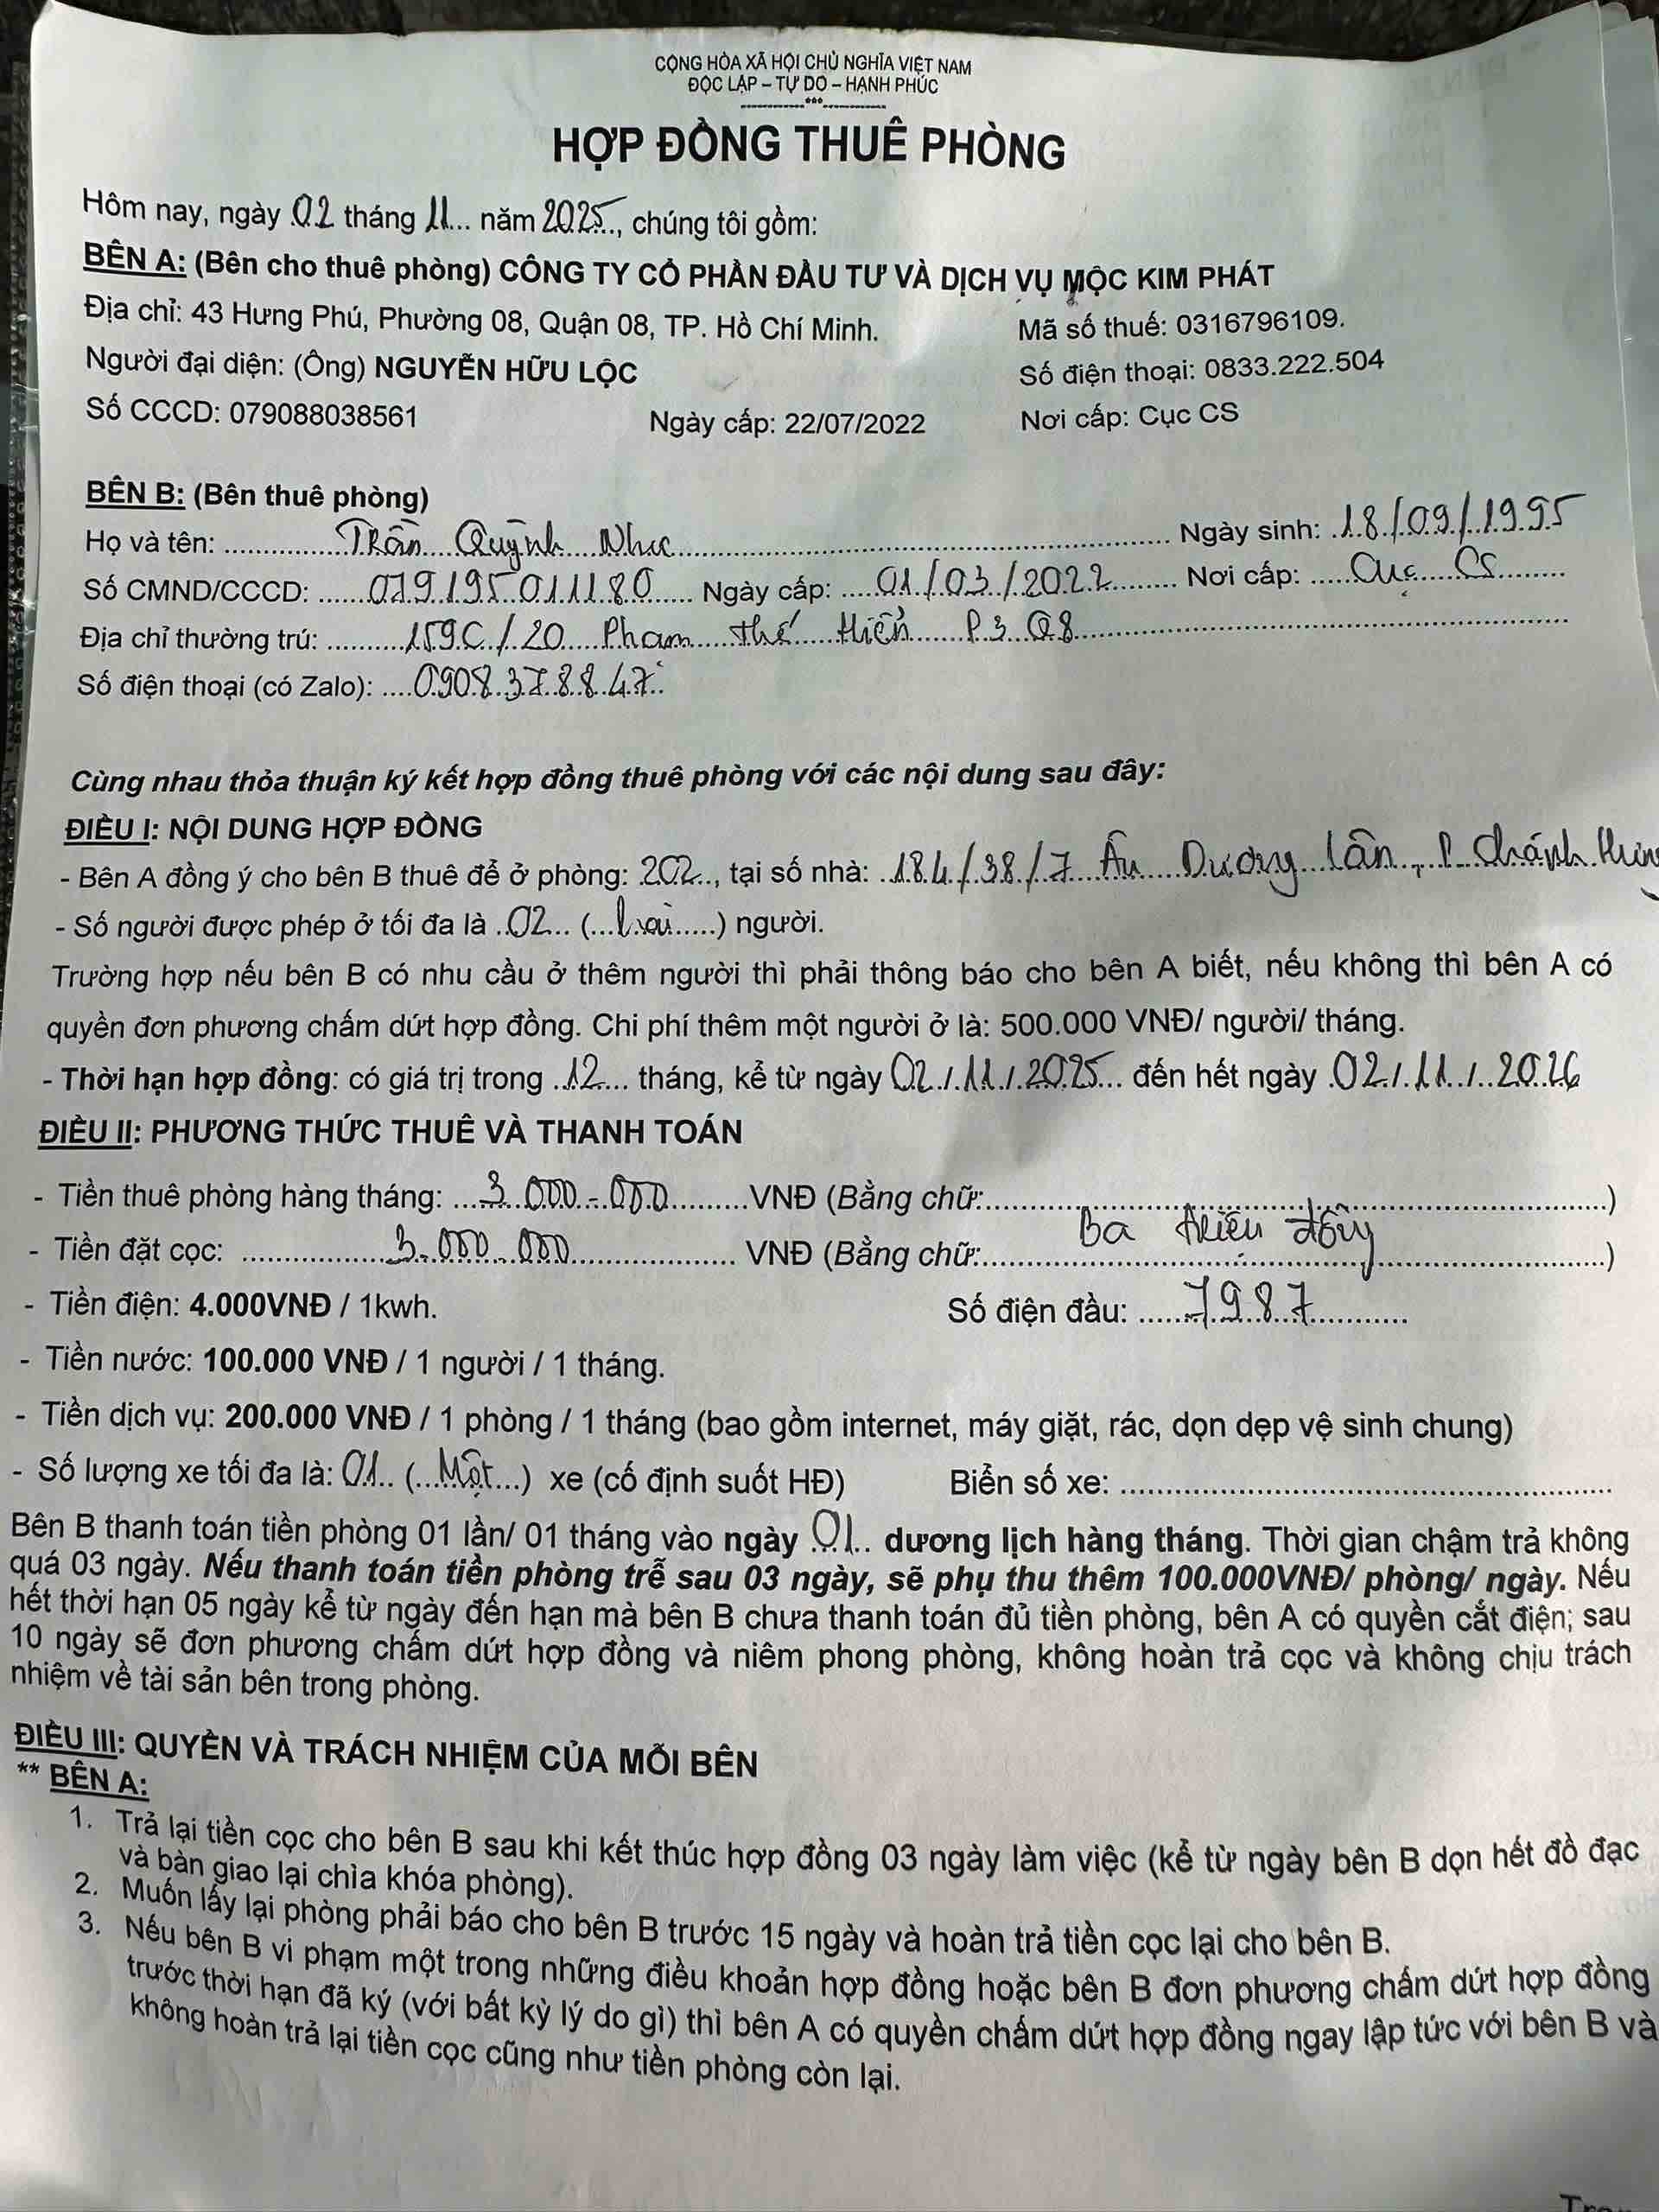 CỘNG HÒA XÃ HỘI CHỦ NGHĨA VIỆT NAM
ĐỘC LẬP – TỰ DO – HẠNH PHÚC
***
HỢP ĐỒNG THUÊ PHÒNG
Hôm nay, ngày 02 tháng 11 năm 2025, chúng tôi gồm:
BÊN A: (Bên cho thuê phòng) CÔNG TY CỔ PHẦN ĐẦU TƯ VÀ DỊCH VỤ MỘC KIM PHÁT
Địa chỉ: 43 Hưng Phú, Phường 08, Quận 08, TP. Hồ Chí Minh. Mã số thuế: 0316796109.
Người đại diện: (Ông) NGUYỄN HỮU LỘC Số điện thoại: 0833.222.504
Số CCCD: 079088038561 Ngày cấp: 22/07/2022 Nơi cấp: Cục CS
BÊN B: (Bên thuê phòng)
Họ và tên: Trần Quỳnh Như Ngày sinh: 18/09/1995
Số CMND/CCCD: 079195011180 Ngày cấp: 01/03/2022 Nơi cấp: Cục CS
Địa chỉ thường trú: 159C/20 Phạm Thế Hiển P.3 Q8
Số điện thoại (có Zalo): 0908.378847
Cùng nhau thỏa thuận ký kết hợp đồng thuê phòng với các nội dung sau đây:
ĐIỀU I: NỘI DUNG HỢP ĐỒNG
- Bên A đồng ý cho bên B thuê để ở phòng: 202, tại số nhà: 184/38/7 Âu Dương Lân, P. Chánh Hưng
- Số người được phép ở tối đa là 02 (hai) người.
Trường hợp nếu bên B có nhu cầu ở thêm người thì phải thông báo cho bên A biết, nếu không thì bên A có
quyền đơn phương chấm dứt hợp đồng. Chi phí thêm một người ở là: 500.000 VNĐ/ người/ tháng.
- Thời hạn hợp đồng: có giá trị trong 12 tháng, kể từ ngày 02/11/2025 đến hết ngày 02/11/2026
ĐIỀU II: PHƯƠNG THỨC THUÊ VÀ THANH TOÁN
- Tiền thuê phòng hàng tháng: 3.000.000 VNĐ (Bằng chữ: )
- Tiền đặt cọc: 3.000.000 VNĐ (Bằng chữ: Ba triệu đồng )
- Tiền điện: 4.000VNĐ / 1kwh. Số điện đầu: 7987
- Tiền nước: 100.000 VNĐ / 1 người / 1 tháng.
- Tiền dịch vụ: 200.000 VNĐ / 1 phòng / 1 tháng (bao gồm internet, máy giặt, rác, dọn dẹp vệ sinh chung)
- Số lượng xe tối đa là: 01 (Một) xe (cố định suốt HĐ) Biển số xe:
Bên B thanh toán tiền phòng 01 lần/ 01 tháng vào ngày 01 dương lịch hàng tháng. Thời gian chậm trả không
quá 03 ngày. Nếu thanh toán tiền phòng trễ sau 03 ngày, sẽ phụ thu thêm 100.000VNĐ/ phòng/ ngày. Nếu
hết thời hạn 05 ngày kể từ ngày đến hạn mà bên B chưa thanh toán đủ tiền phòng, bên A có quyền cắt điện; sau
10 ngày sẽ đơn phương chấm dứt hợp đồng và niêm phong phòng, không hoàn trả cọc và không chịu trách
nhiệm về tài sản bên trong phòng.
ĐIỀU III: QUYỀN VÀ TRÁCH NHIỆM CỦA MỖI BÊN
** BÊN A:
1. Trả lại tiền cọc cho bên B sau khi kết thúc hợp đồng 03 ngày làm việc (kể từ ngày bên B dọn hết đồ đạc
và bàn giao lại chìa khóa phòng).
2. Muốn lấy lại phòng phải báo cho bên B trước 15 ngày và hoàn trả tiền cọc lại cho bên B.
3. Nếu bên B vi phạm một trong những điều khoản hợp đồng hoặc bên B đơn phương chấm dứt hợp đồng
trước thời hạn đã ký (với bất kỳ lý do gì) thì bên A có quyền chấm dứt hợp đồng ngay lập tức với bên B và
không hoàn trả lại tiền cọc cũng như tiền phòng còn lại.